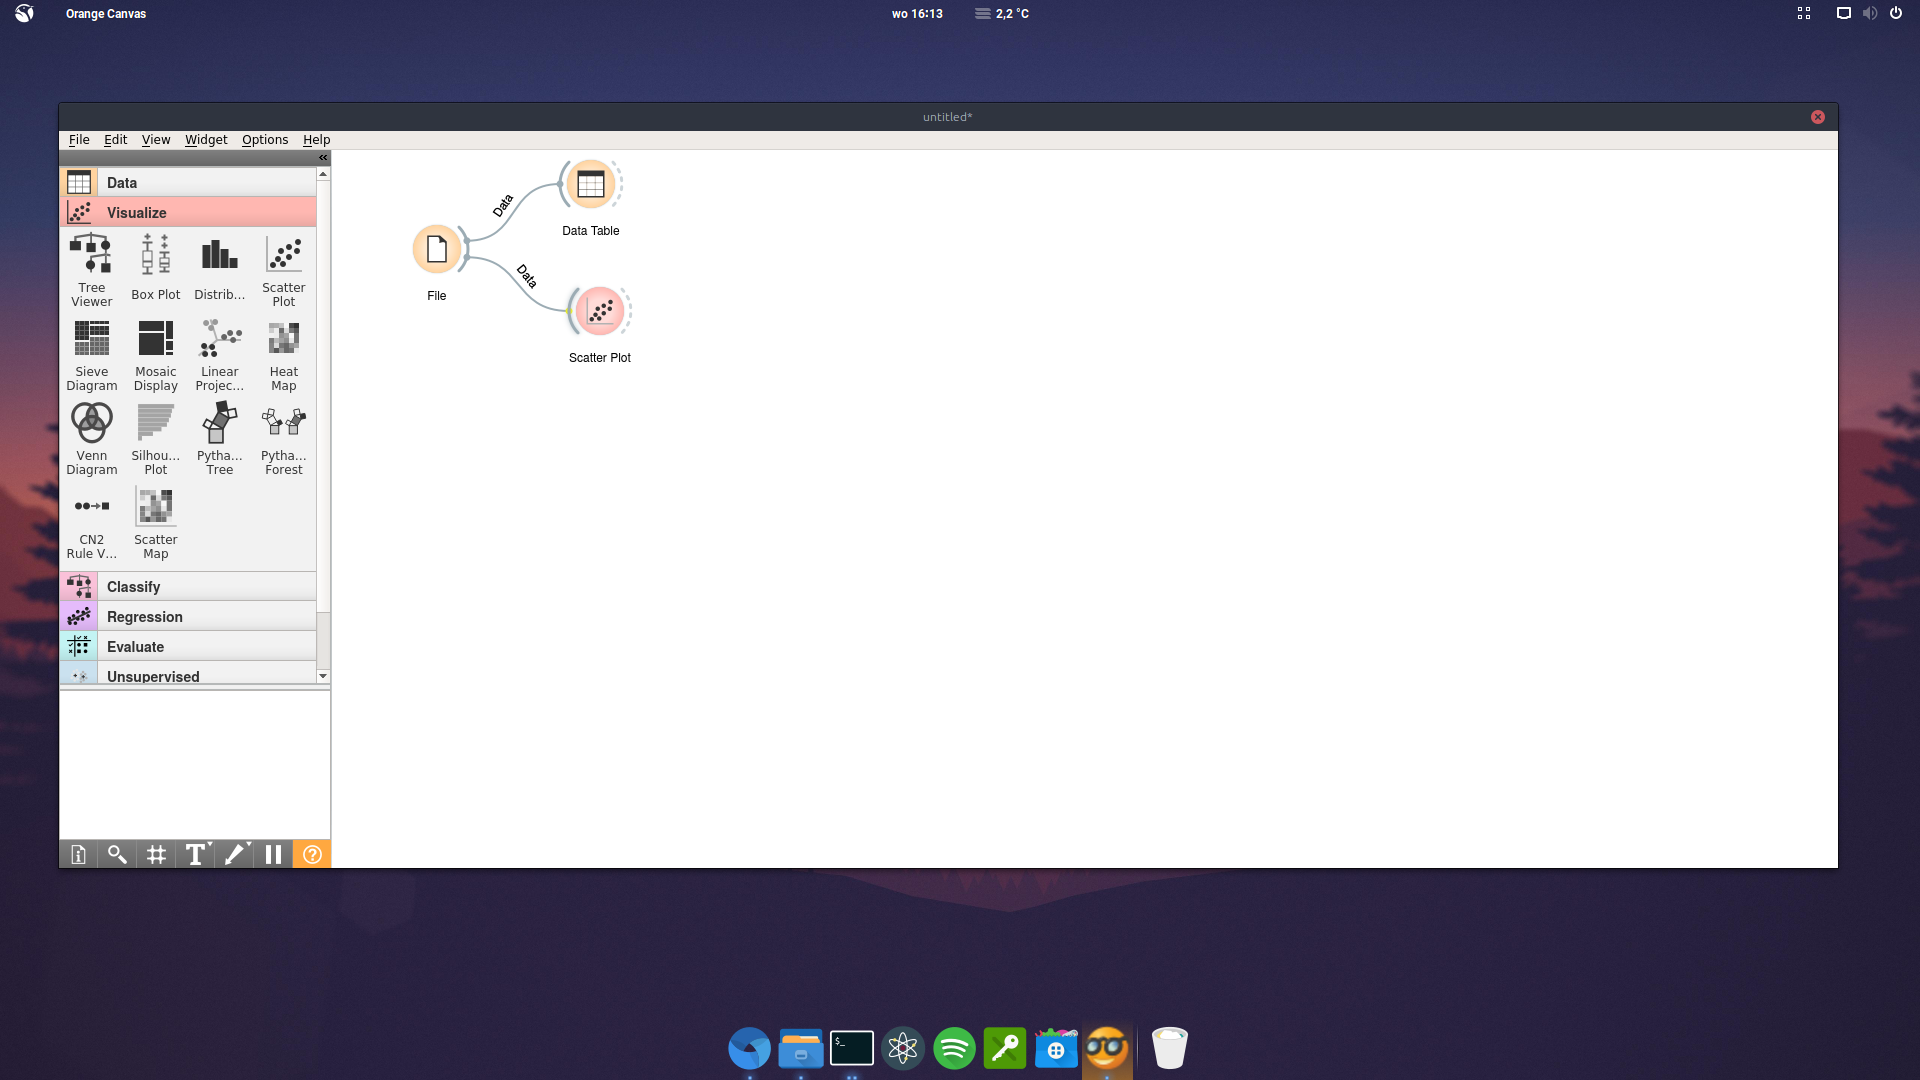 Orange Canvas
wo 16:13
2,2 °C
untitled*
File Edit View Widget Options Help
«
Data
Visualize
Tree Viewer
Box Plot
Distrib...
Scatter Plot
Sieve Diagram
Mosaic Display
Linear Projec...
Heat Map
Venn Diagram
Silhou... Plot
Pytha... Tree
Pytha... Forest
CN2 Rule V...
Scatter Map
Classify
Regression
Evaluate
Unsupervised
T
?
Data
Data Table
File
Data
Scatter Plot
$_